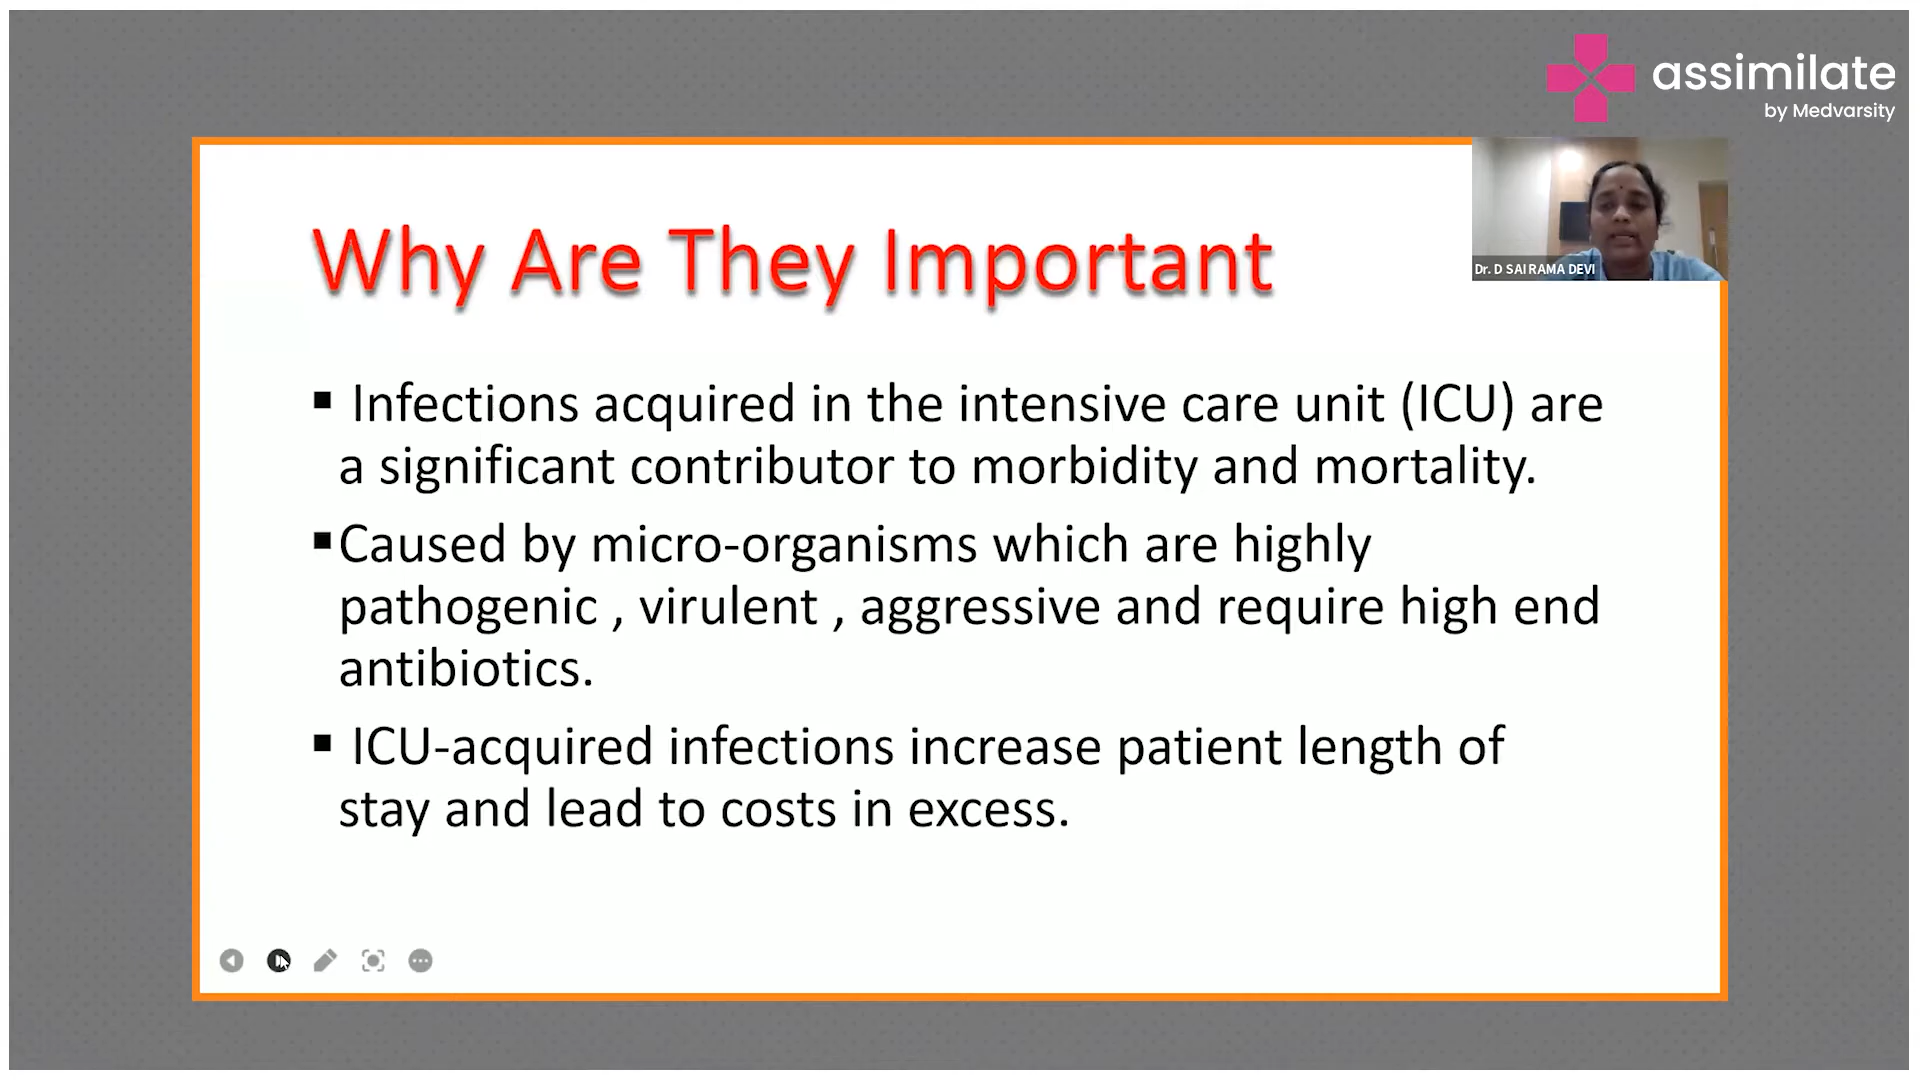 assimilate
by Medvarsity
Dr. D SAI RAMA DEVI
Why Are They Important
▪ Infections acquired in the intensive care unit (ICU) are
a significant contributor to morbidity and mortality.
▪Caused by micro-organisms which are highly
pathogenic , virulent , aggressive and require high end
antibiotics.
▪ ICU-acquired infections increase patient length of
stay and lead to costs in excess.